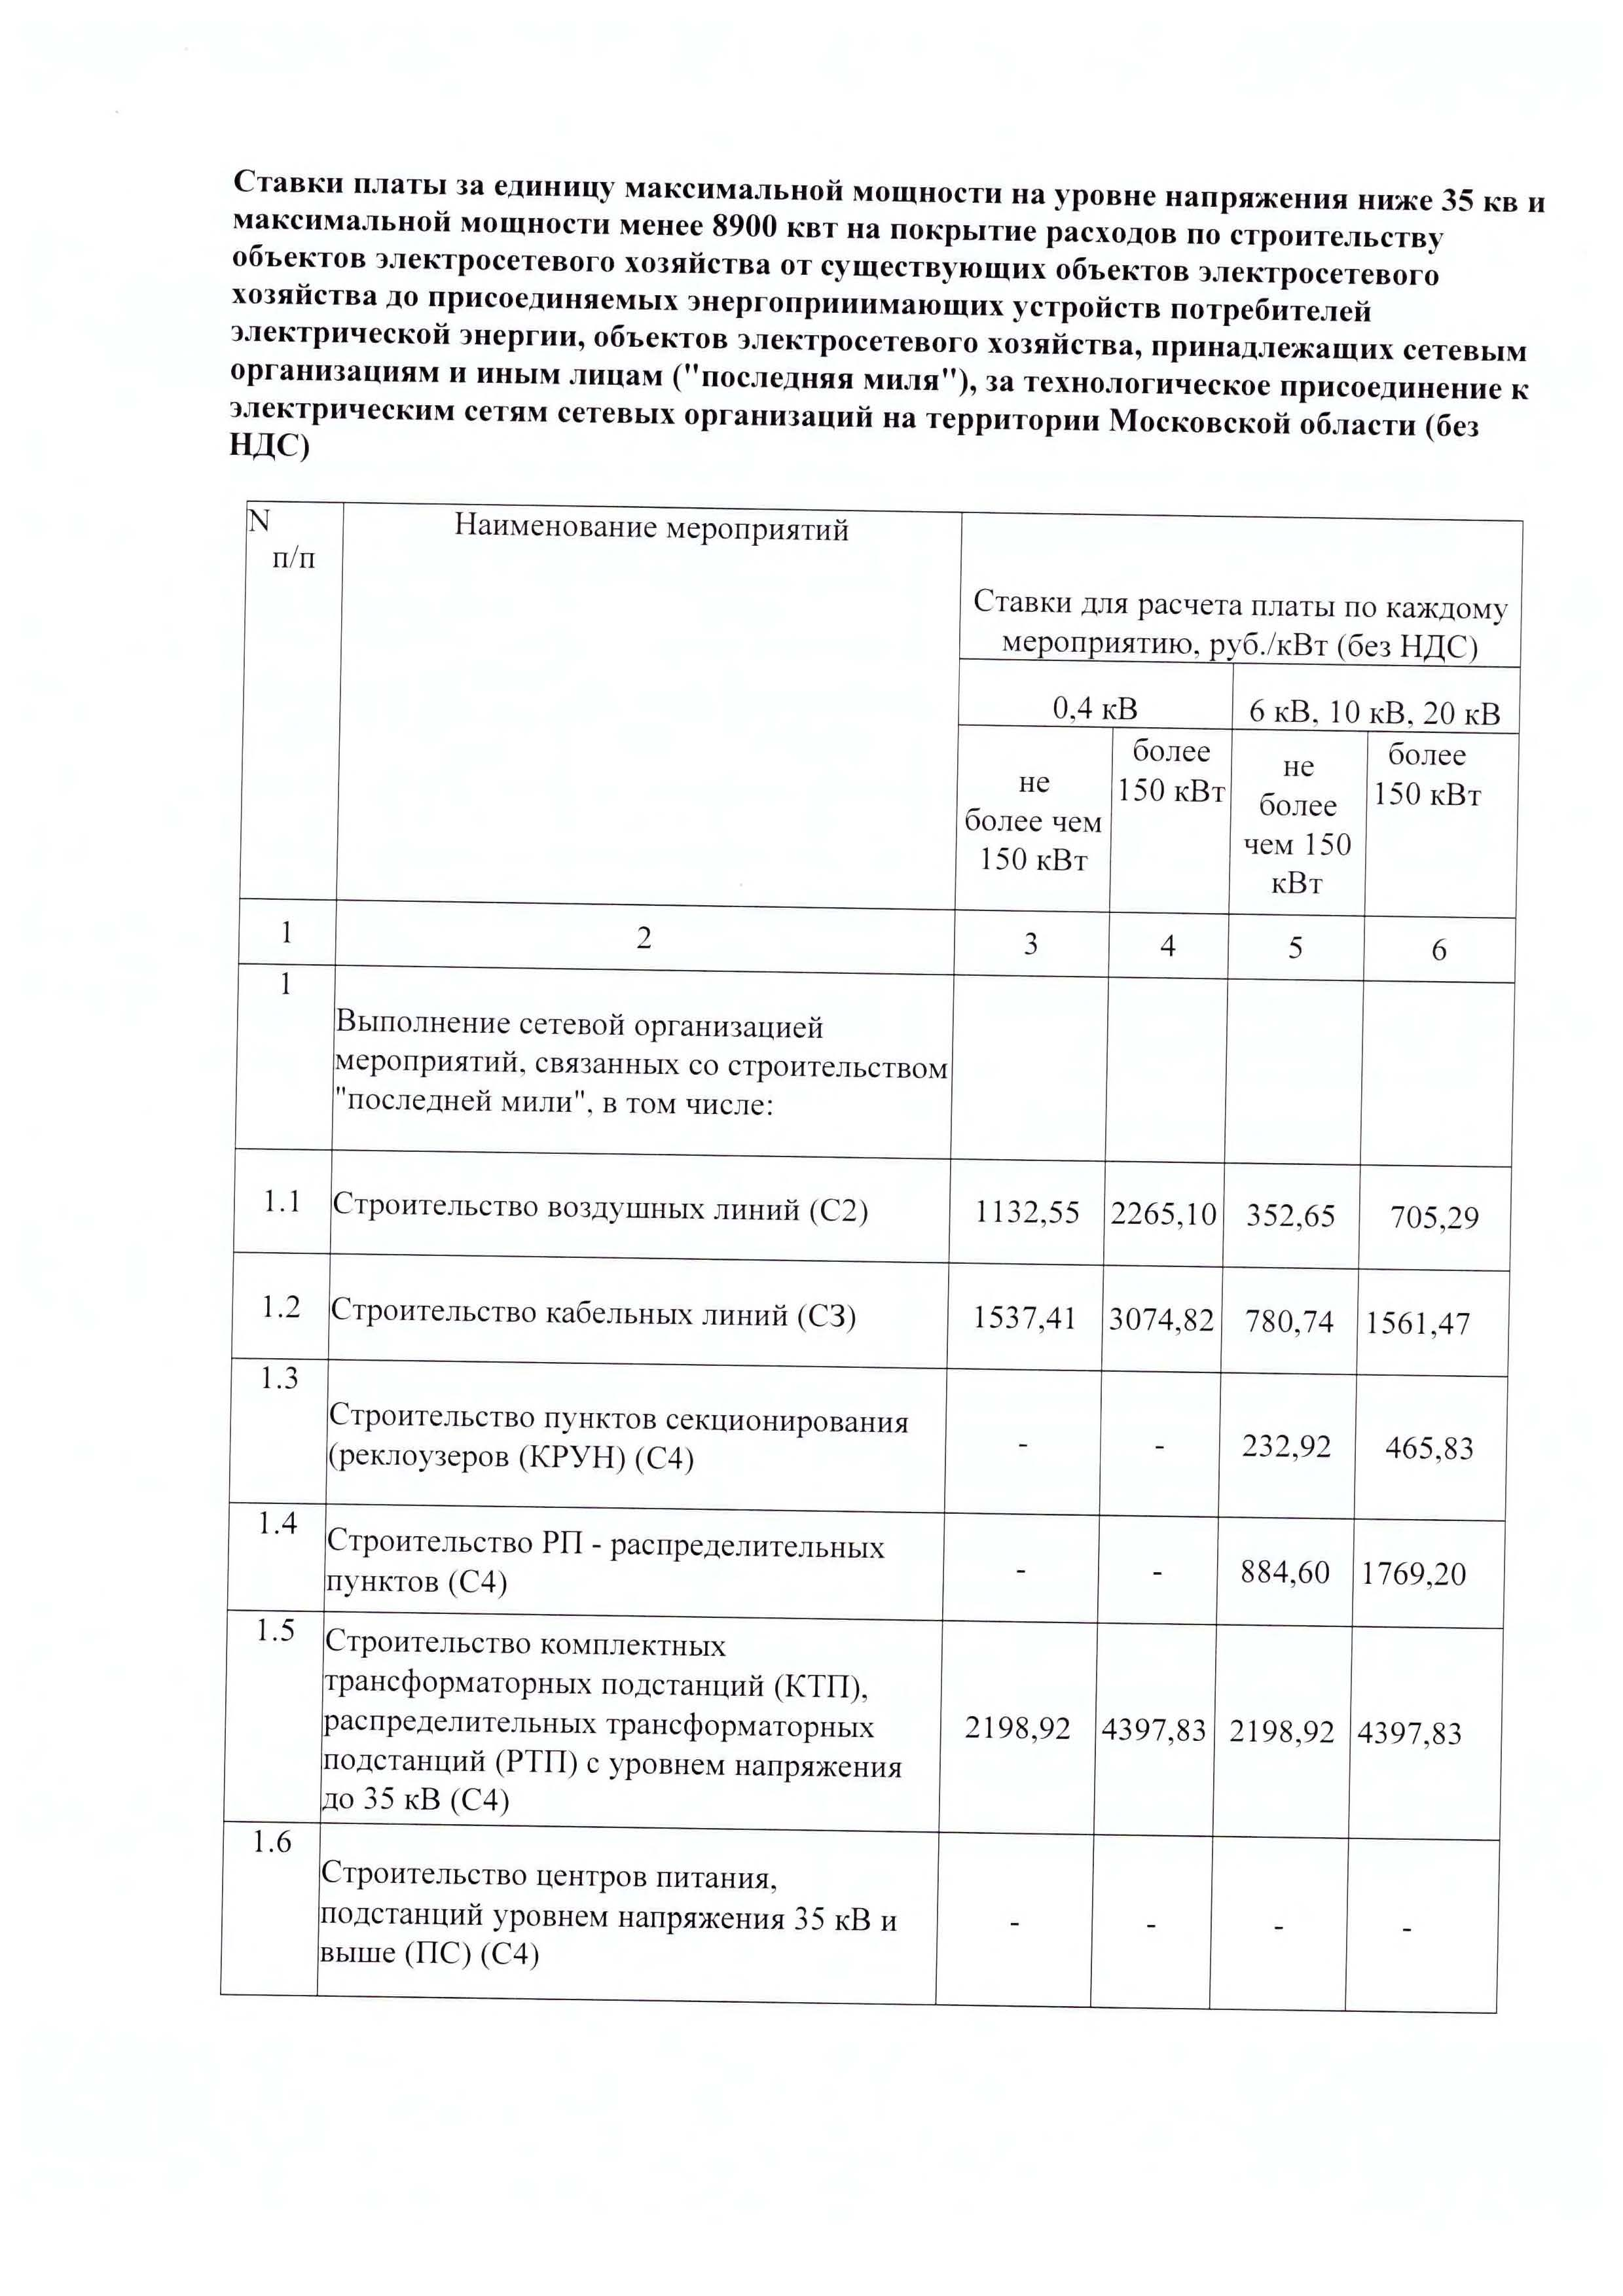 Ставки платы за единицу максимальной мощности на уровне напряжения ниже 35 кв и
максимальной мощности менее 8900 квт на покрытие расходов по строительству
объектов электросетевого хозяйства от существующих объектов электросетевого
хозяйства до присоединяемых энергоприиимающих устройств потребителей
электрической энергии, объектов электросетевого хозяйства, принадлежащих сетевым
организациям и иным лицам ("последняя миля"), за технологическое присоединение к
электрическим сетям сетевых организаций на территории Московской области (без
НДС)
N
п/п
Наименование мероприятий
Ставки для расчета платы по каждому
мероприятию, руб./кВт (без НДС)
0,4 кВ
6 кВ, 10 кВ, 20 кВ
не
более чем
150 кВт
более
150 кВт
не
более
чем 150
кВт
более
150 кВт
1 2 3 4 5 6
1
Выполнение сетевой организацией
мероприятий, связанных со строительством
"последней мили", в том числе:
1.1 Строительство воздушных линий (С2) 1132,55 2265,10 352,65 705,29
1.2 Строительство кабельных линий (СЗ) 1537,41 3074,82 780,74 1561,47
1.3
Строительство пунктов секционирования
(реклоузеров (КРУН) (С4)
- - 232,92 465,83
1.4
Строительство РП - распределительных
пунктов (С4)
- - 884,60 1769,20
1.5
Строительство комплектных
трансформаторных подстанций (КТП),
распределительных трансформаторных
подстанций (РТП) с уровнем напряжения
до 35 кВ (С4)
2198,92 4397,83 2198,92 4397,83
1.6
Строительство центров питания,
подстанций уровнем напряжения 35 кВ и
выше (ПС) (С4)
- - - -